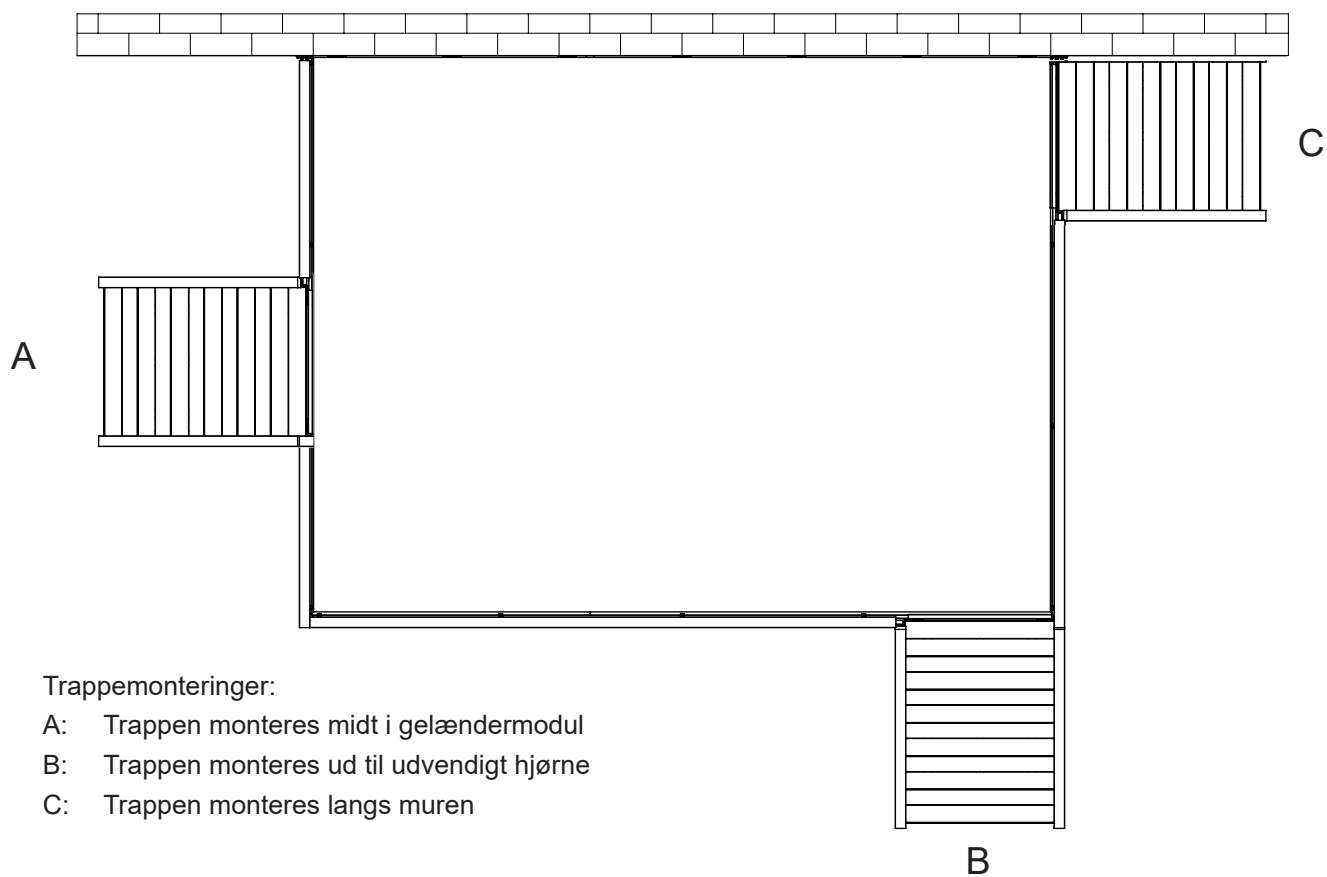 C
A
Trappemonteringer:
A: Trappen monteres midt i gelændermodul
B: Trappen monteres ud til udvendigt hjørne
C: Trappen monteres langs muren
B